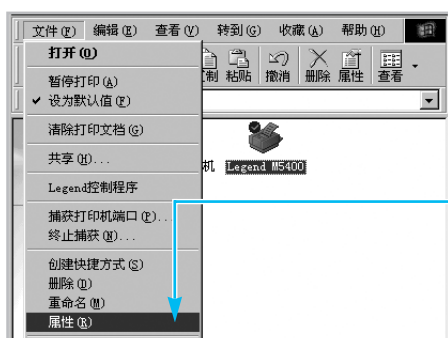 文件(F) 编辑(E) 查看(V) 转到(G) 收藏(A) 帮助(H)
打开(O)
制 粘贴 撤消 删除 属性 查看
暂停打印(A)
设为默认值(F)
清除打印文档(G)
共享(H)...
机 Legend M5400
Legend控制程序
捕获打印机端口(P)...
终止捕获(N)...
创建快捷方式(S)
删除(D)
重命名(M)
属性(R)